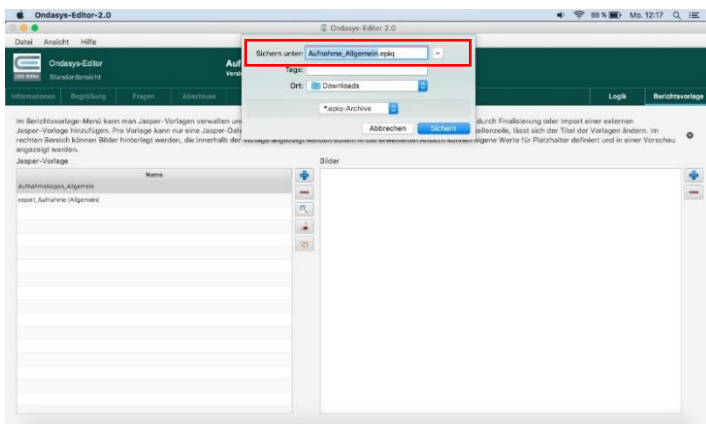 Ondasys-Editor-2.0
88 % Mo. 12:17
Ondasys-Editor 2.0
Datei Ansicht Hilfe
Sichern unter: Aufnahme_Allgemein.epiq
Tags:
Ort: Downloads
*.epiq-Archive
Abbrechen Sichern
Ondasys-Editor
Standardansicht
Auf
Versi
Informationen Begrüßung Fragen Abschluss Logik Berichtsvorlage
Im Berichtsvorlage-Menü kann man Jasper-Vorlagen verwalten un durch Finalisierung oder Import einer externen
Jasper-Vorlage hinzufügen. Pro Vorlage kann nur eine Jasper-Date ellenzeile, lässt sich der Titel der Vorlagen ändern. Im
rechten Bereich können Bilder hinterlegt werden, die innerhalb der eigene Werte für Platzhalter definiert und in einer Vorschau
angezeigt werden.
Jasper-Vorlage Bilder
Name
Aufnahmebogen_Allgemein
report_Aufnahme (Allgemein)